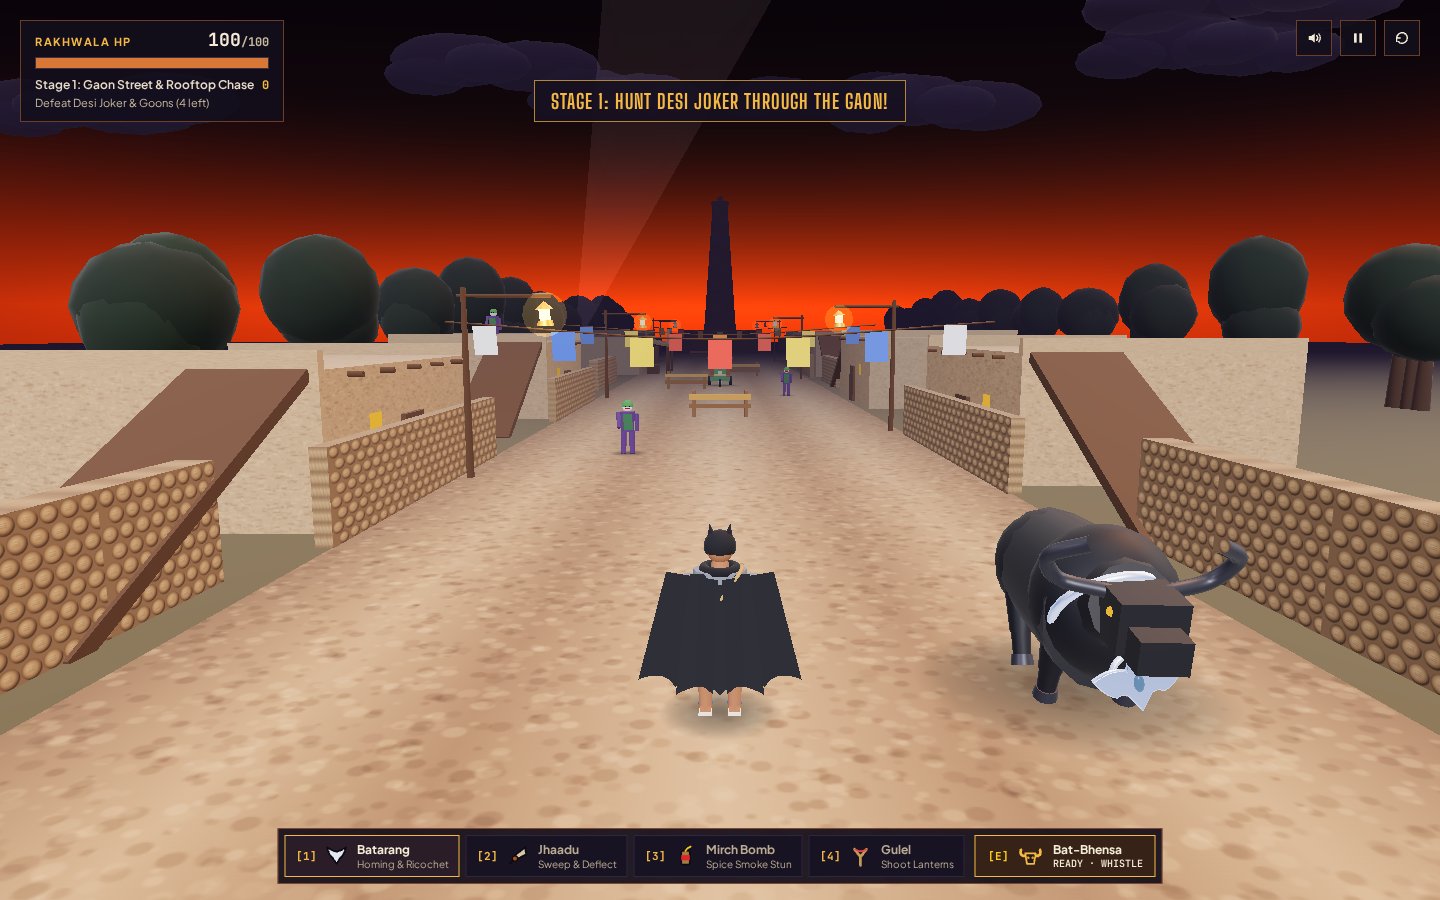 RAKHWALA HP 100/100
Stage 1: Gaon Street & Rooftop Chase 0
Defeat Desi Joker & Goons (4 left)
STAGE 1: HUNT DESI JOKER THROUGH THE GAON!
[1] Batarang
Homing & Ricochet
[2] Jhaadu
Sweep & Deflect
[3] Mirch Bomb
Spice Smoke Stun
[4] Gulel
Shoot Lanterns
[E] Bat-Bhensa
READY · WHISTLE